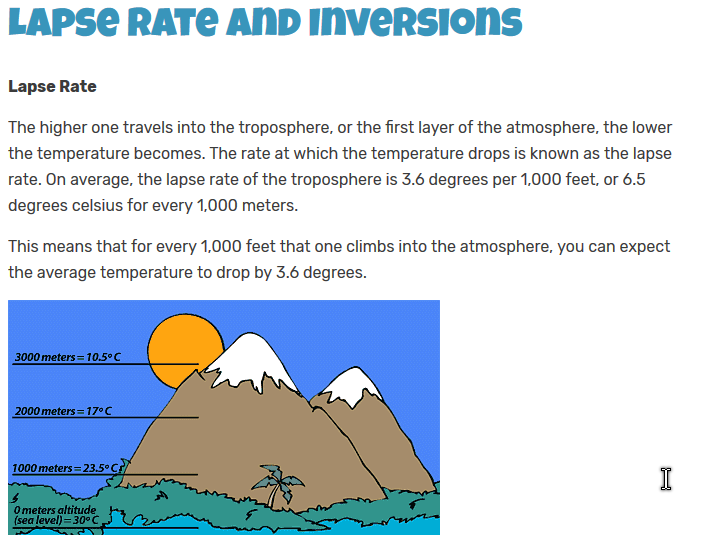 Lapse Rate and Inversions
Lapse Rate
The higher one travels into the troposphere, or the first layer of the atmosphere, the lower
the temperature becomes. The rate at which the temperature drops is known as the lapse
rate. On average, the lapse rate of the troposphere is 3.6 degrees per 1,000 feet, or 6.5
degrees celsius for every 1,000 meters.
This means that for every 1,000 feet that one climbs into the atmosphere, you can expect
the average temperature to drop by 3.6 degrees.
3000 meters = 10.5° C
2000 meters = 17° C
1000 meters = 23.5° C
0 meters altitude
(sea level) = 30° C